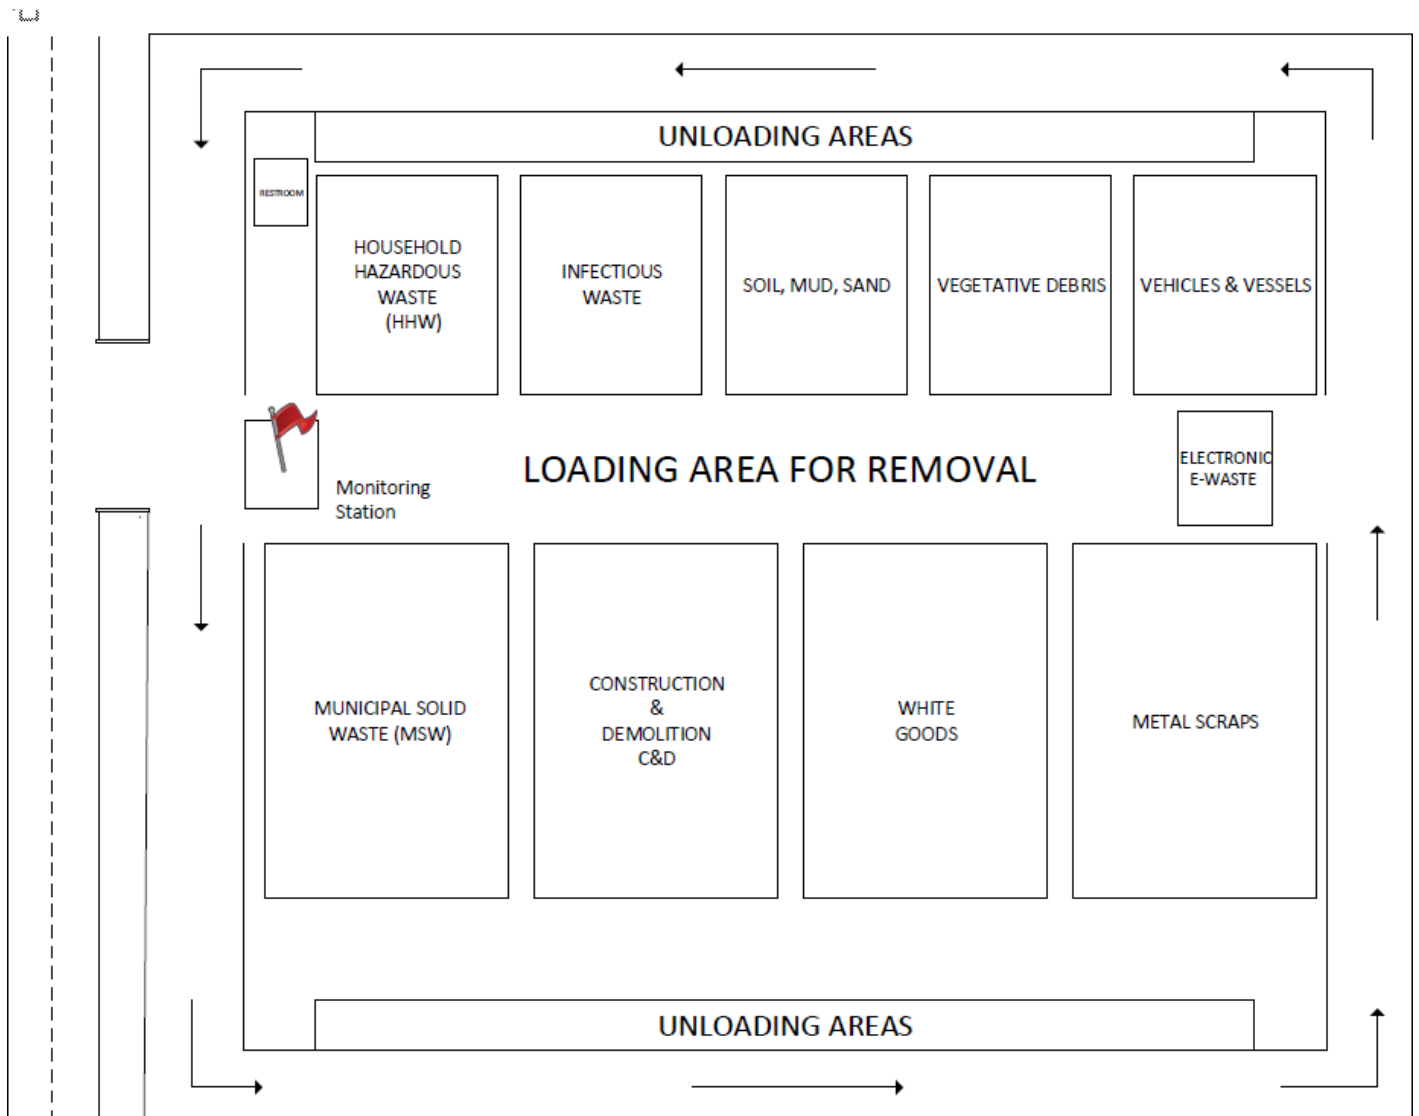 UNLOADING AREAS
RESTROOM
HOUSEHOLD
HAZARDOUS
WASTE
(HHW)
INFECTIOUS
WASTE
SOIL, MUD, SAND
VEGETATIVE DEBRIS
VEHICLES & VESSELS
Monitoring
Station
LOADING AREA FOR REMOVAL
ELECTRONIC
E-WASTE
MUNICIPAL SOLID
WASTE (MSW)
CONSTRUCTION
&
DEMOLITION
C&D
WHITE
GOODS
METAL SCRAPS
UNLOADING AREAS